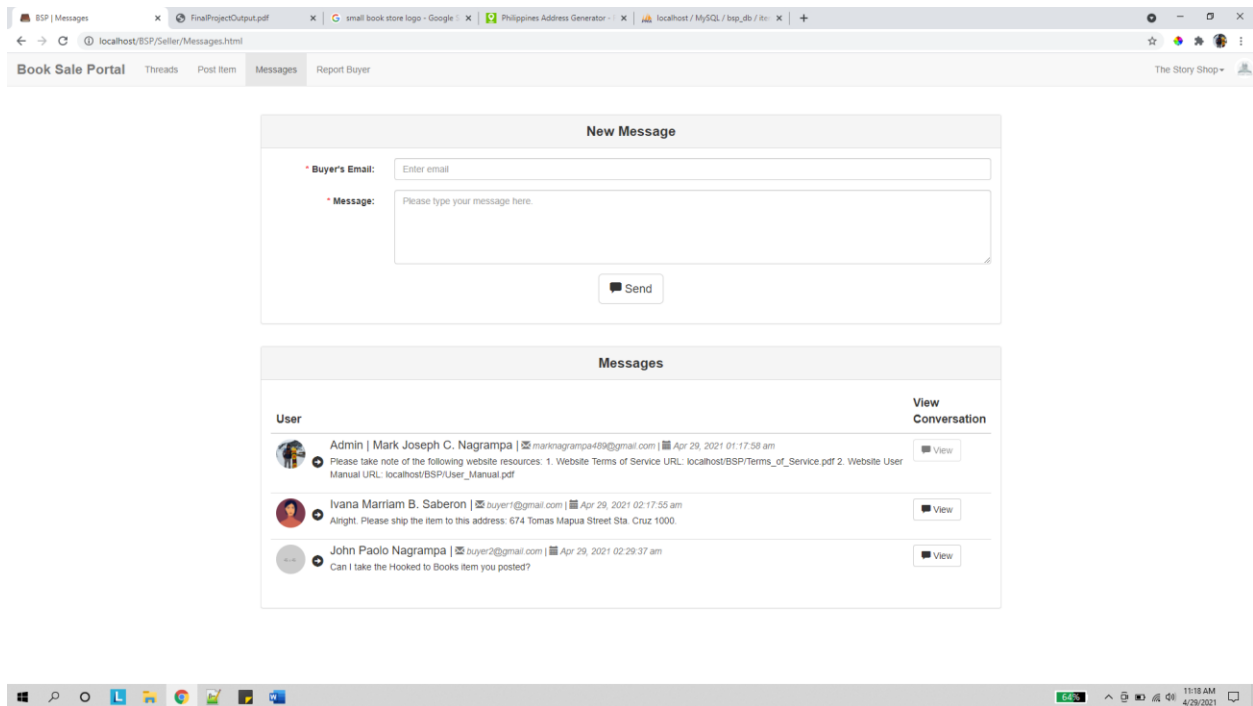 BSP | Messages
FinalProjectOutput.pdf
small book store logo - Google S
Philippines Address Generator - 
localhost / MySQL / bsp_db / ite
localhost/BSP/Seller/Messages.html
Book Sale Portal Threads Post Item Messages Report Buyer The Story Shop
New Message
* Buyer's Email: Enter email
* Message: Please type your message here.
Send
Messages
User View
Conversation
Admin | Mark Joseph C. Nagrampa | marknagrampa489@gmail.com | Apr 29, 2021 01:17:58 am
View
Please take note of the following website resources: 1. Website Terms of Service URL: localhost/BSP/Terms_of_Service.pdf 2. Website User
Manual URL: localhost/BSP/User_Manual.pdf
Ivana Marriam B. Saberon | buyer1@gmail.com | Apr 29, 2021 02:17:55 am
View
Alright. Please ship the item to this address: 674 Tomas Mapua Street Sta. Cruz 1000.
John Paolo Nagrampa | buyer2@gmail.com | Apr 29, 2021 02:29:37 am
View
Can I take the Hooked to Books item you posted?
64%
11:18 AM
4/29/2021